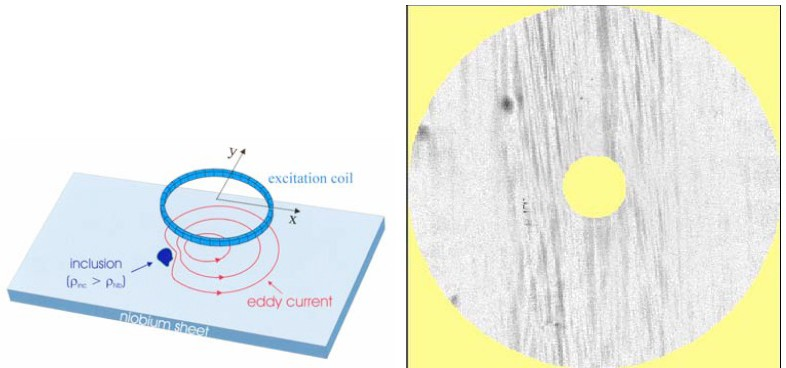 y
excitation coil
x
inclusion
(ρinc > ρnb)
eddy current
niobium sheet